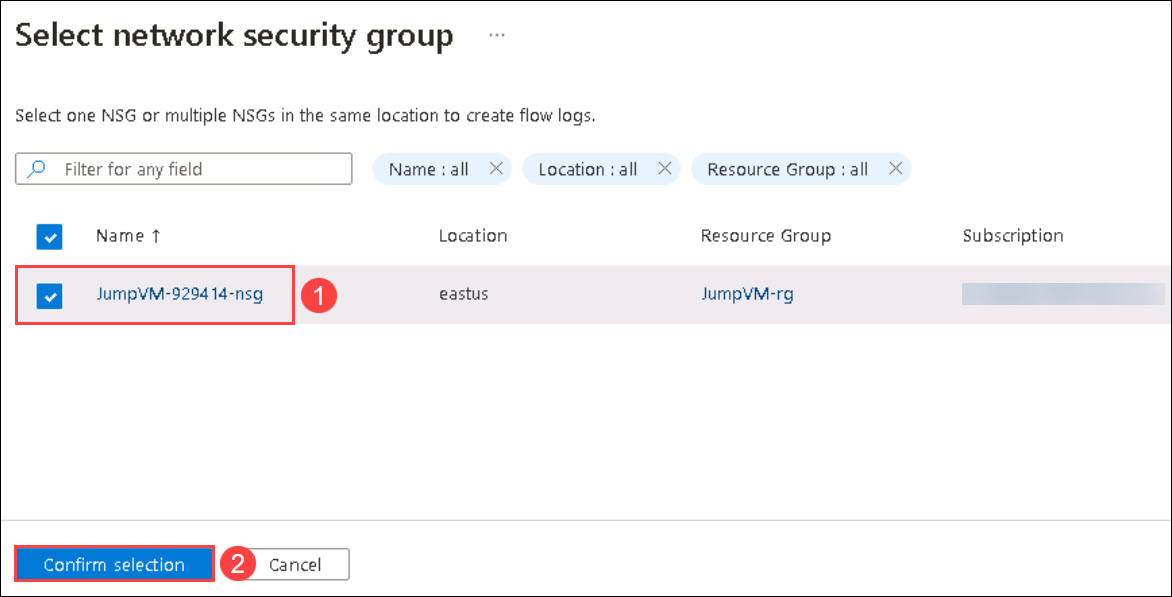 Select network security group ...
Select one NSG or multiple NSGs in the same location to create flow logs.
Filter for any field Name : all Location : all Resource Group : all
Name ↑ Location Resource Group Subscription
JumpVM-929414-nsg 1 eastus JumpVM-rg
Confirm selection 2 Cancel